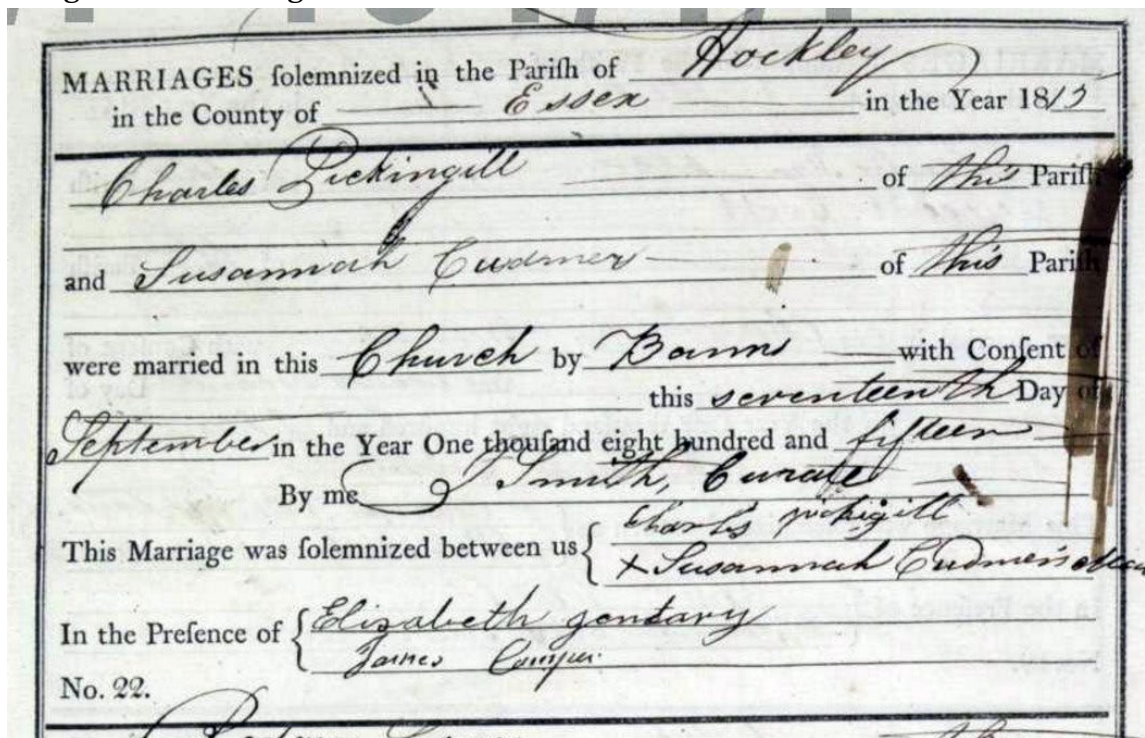 MARRIAGES ſolemnized in the Pariſh of Hockley
in the County of Essex in the Year 1815
Charles Pickingill of this Pariſh
and Susannah Cudmer of this Pariſh
were married in this Church by Banns with Conſent of
this seventeenth Day of
September in the Year One thouſand eight hundred and fifteen
By me J Smith, Curate
This Marriage was ſolemnized between us { Charls pickigill
x Susannah Cudmer's
In the Preſence of { Elizabeth gentary
James
No. 22.